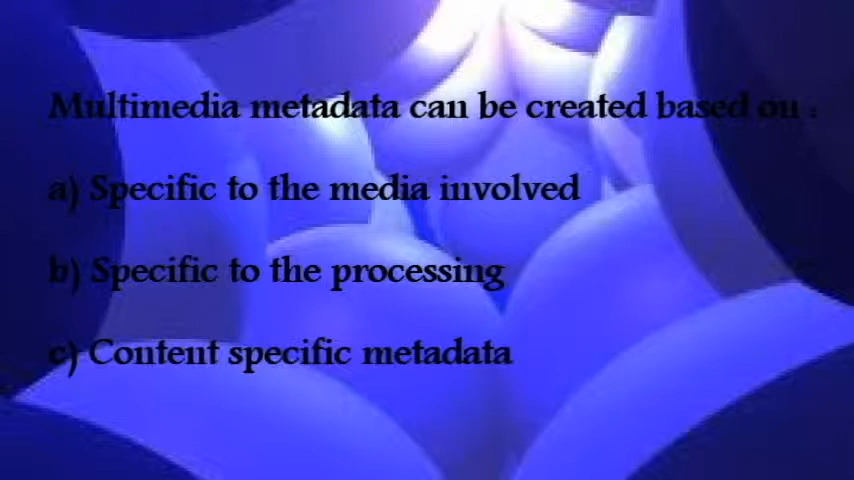 Multimedia metadata can be created based on :
a) Specific to the media involved
b) Specific to the processing
c) Content specific metadata